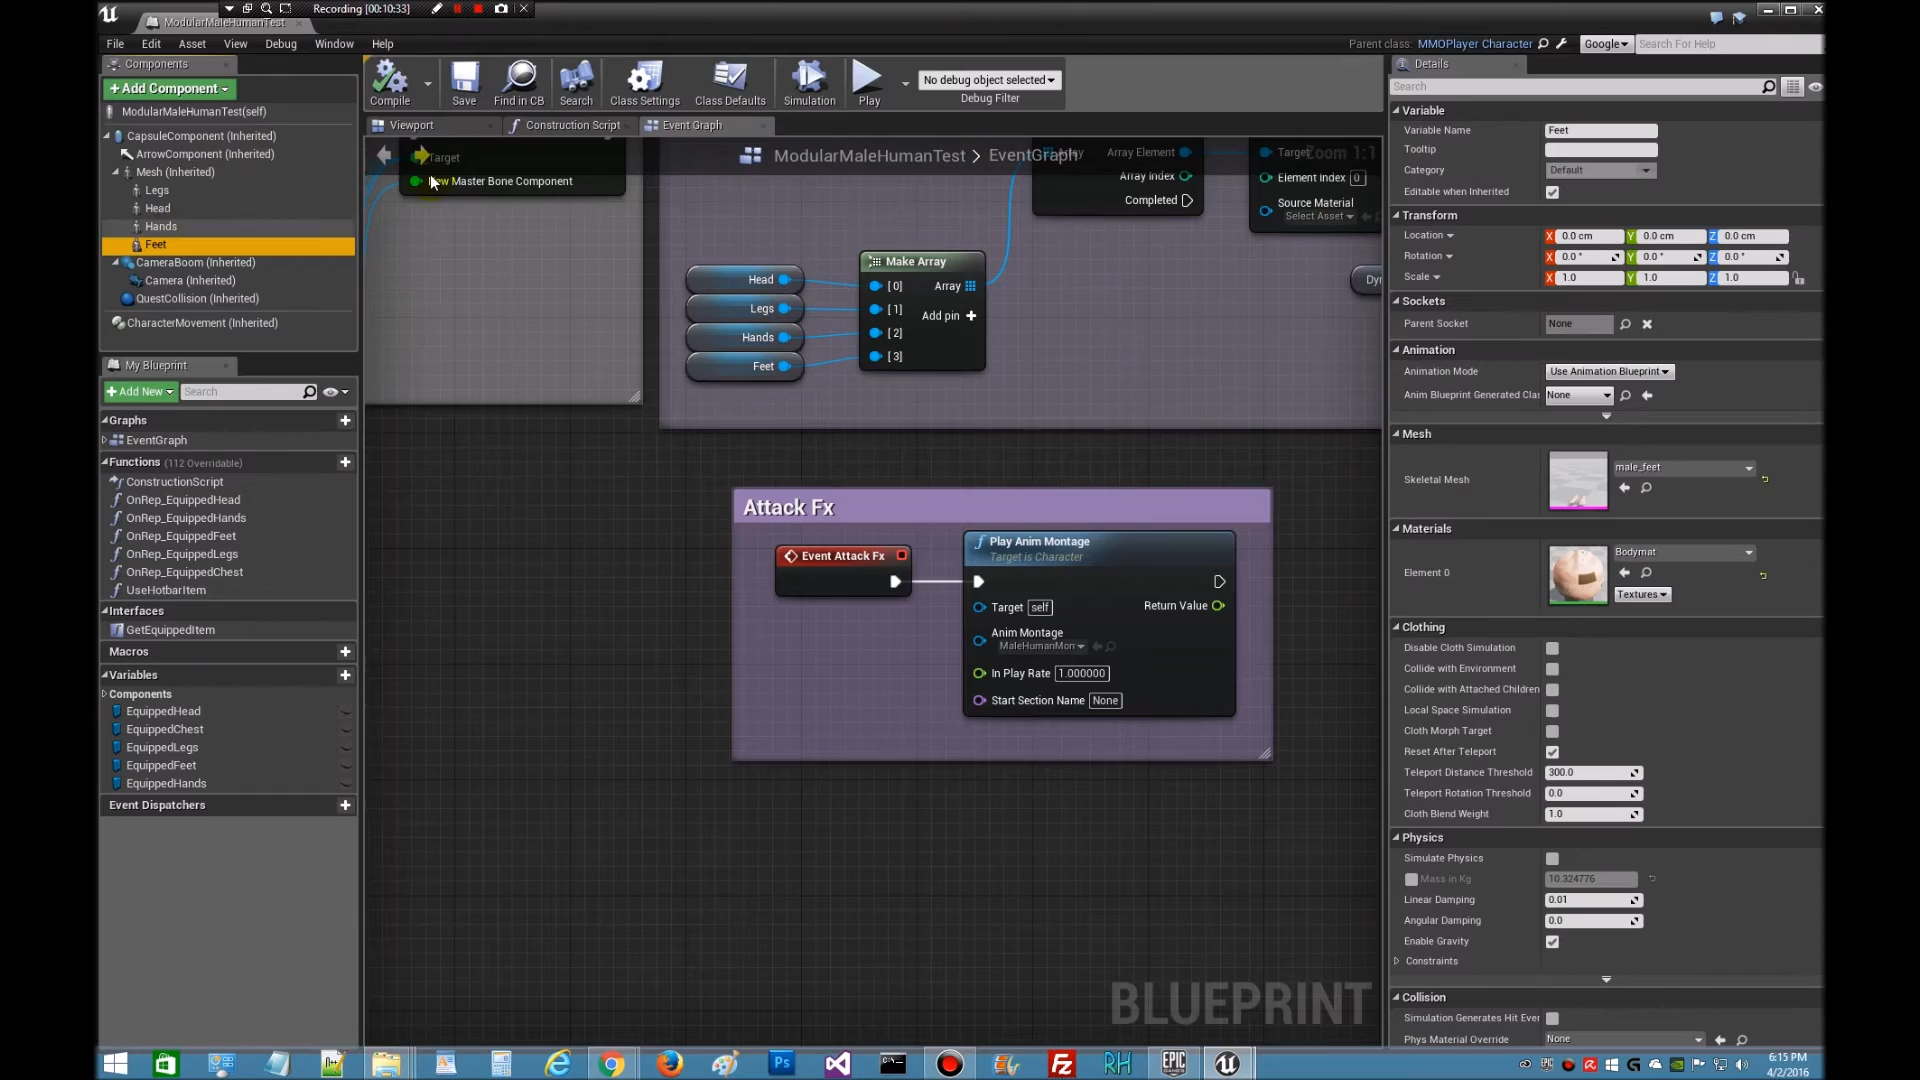 Recording [00:10:33]
ModularMaleHumanTest
File Edit Asset View Debug Window Help
Parent class: MMOPlayer Character
Google
Search For Help
Components
+Add Component
ModularMaleHumanTest(self)
CapsuleComponent (Inherited)
ArrowComponent (Inherited)
Mesh (Inherited)
Legs
Head
Hands
Feet
CameraBoom (Inherited)
Camera (Inherited)
QuestCollision (Inherited)
CharacterMovement (Inherited)
My Blueprint
+Add New
Search
Graphs
EventGraph
Functions (112 Overridable)
ConstructionScript
OnRep_EquippedHead
OnRep_EquippedHands
OnRep_EquippedFeet
OnRep_EquippedLegs
OnRep_EquippedChest
UseHotbarItem
Interfaces
GetEquippedItem
Macros
Variables
Components
EquippedHead
EquippedChest
EquippedLegs
EquippedFeet
EquippedHands
Event Dispatchers
Compile Save Find in CB Search Class Settings Class Defaults Simulation Play
No debug object selected
Debug Filter
Viewport Construction Script Event Graph
ModularMaleHumanTest > EventGraph
Zoom 1:1
Target
New Master Bone Component
Array
Array Element
Array Index
Completed
Target
Element Index 0
Source Material
Select Asset
Head
Legs
Hands
Feet
Make Array
[0] Array
[1] Add pin +
[2]
[3]
Attack Fx
Event Attack Fx
Play Anim Montage
Target is Character
Target self
Return Value
Anim Montage
MaleHumanMon
In Play Rate 1.000000
Start Section Name None
BLUEPRINT
Details
Search
Variable
Variable Name Feet
Tooltip
Category Default
Editable when Inherited
Transform
Location X 0.0 cm Y 0.0 cm Z 0.0 cm
Rotation X 0.0 ° Y 0.0 ° Z 0.0 °
Scale X 1.0 Y 1.0 Z 1.0
Sockets
Parent Socket None
Animation
Animation Mode Use Animation Blueprint
Anim Blueprint Generated Clas None
Mesh
Skeletal Mesh male_feet
Materials
Element 0 Bodymat
Textures
Clothing
Disable Cloth Simulation
Collide with Environment
Collide with Attached Children
Local Space Simulation
Cloth Morph Target
Reset After Teleport
Teleport Distance Threshold 300.0
Teleport Rotation Threshold 0.0
Cloth Blend Weight 1.0
Physics
Simulate Physics
Mass in Kg 10.324776
Linear Damping 0.01
Angular Damping 0.0
Enable Gravity
Constraints
Collision
Simulation Generates Hit Ever
Phys Material Override None
6:15 PM
4/2/2016